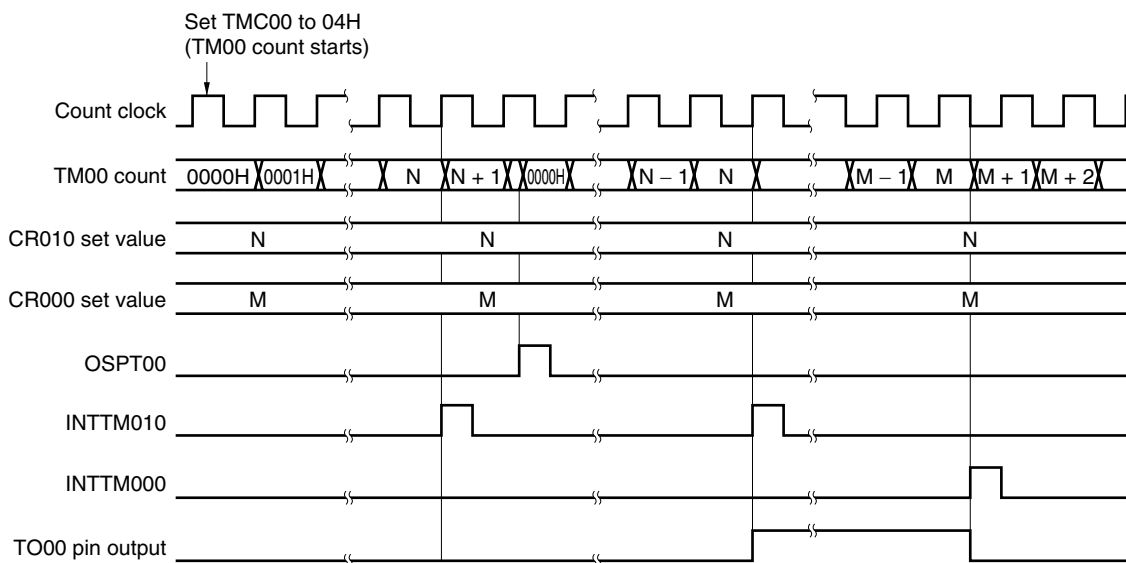 Set TMC00 to 04H
(TM00 count starts)
Count clock
TM00 count 0000H 0001H N N + 1 0000H N − 1 N M − 1 M M + 1 M + 2
CR010 set value N N N N
CR000 set value M M M M
OSPT00
INTTM010
INTTM000
TO00 pin output